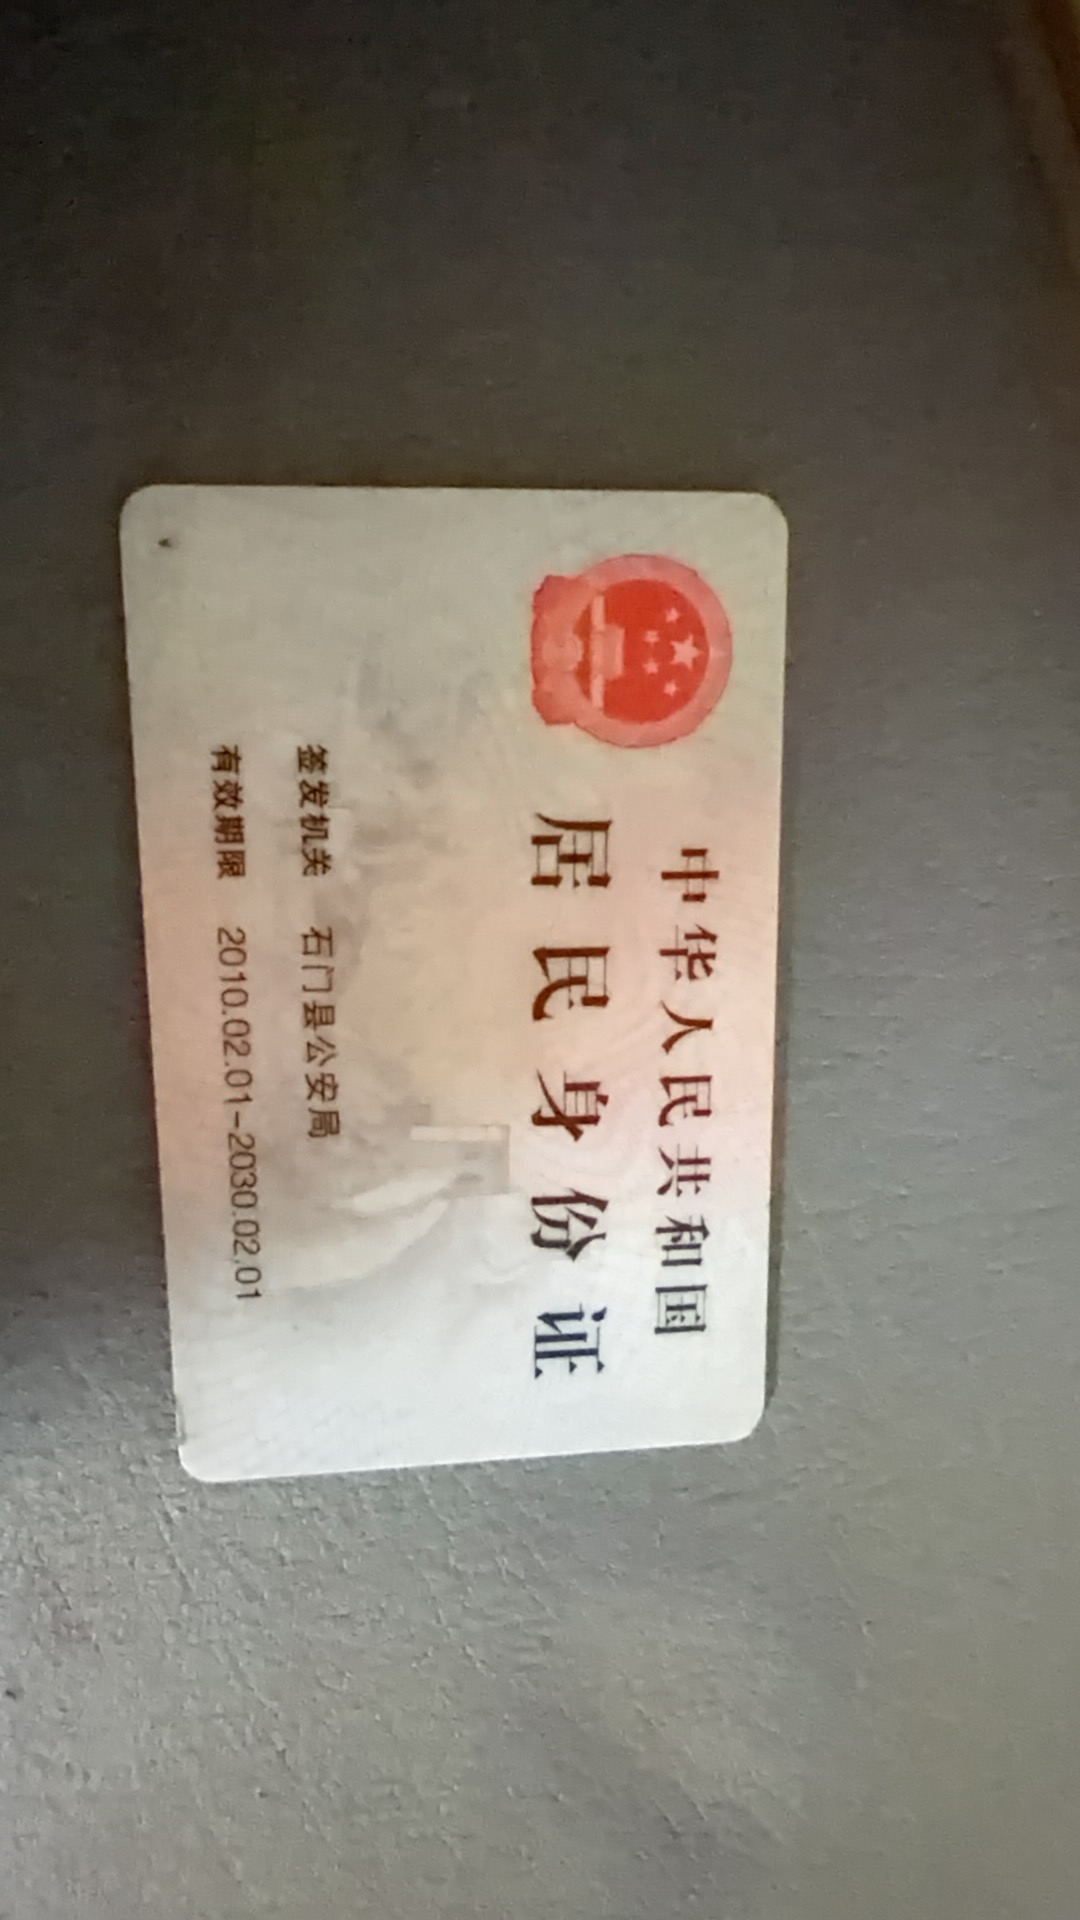 中华人民共和国
居民身份证
签发机关 石门县公安局
有效期限 2010.02.01-2030.02.01